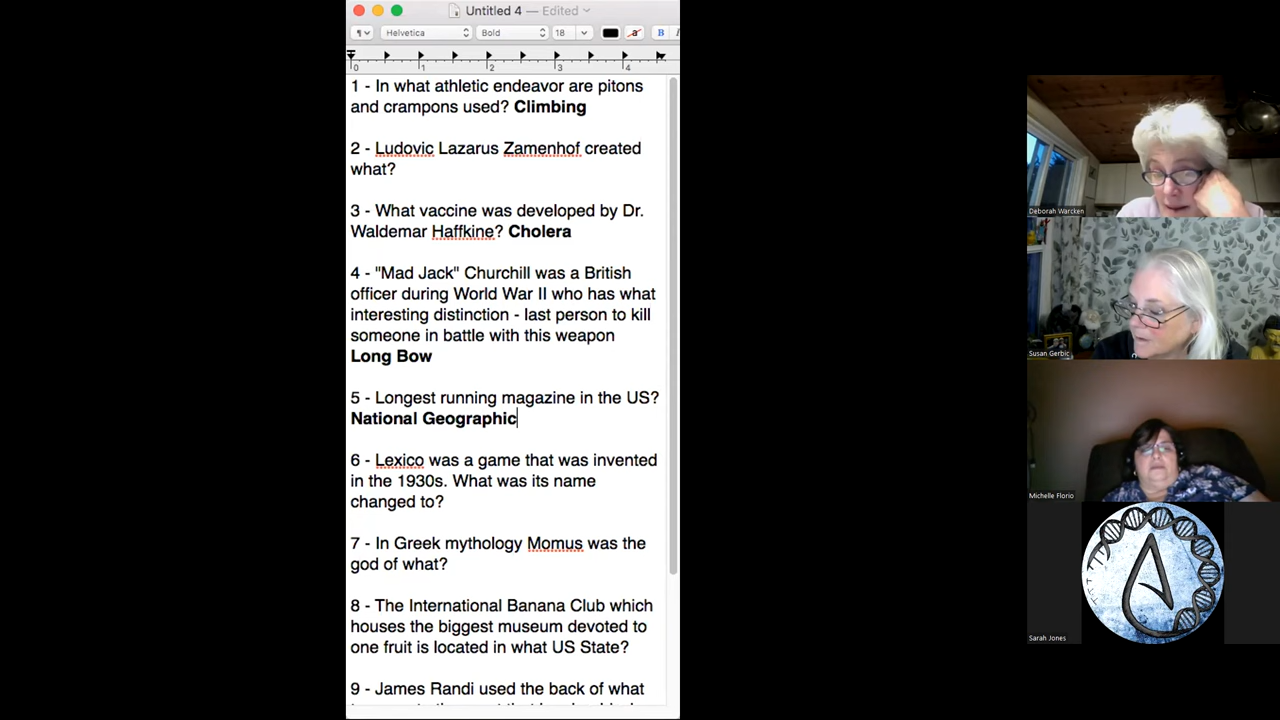 Untitled 4 — Edited
Helvetica Bold 18 a B I
0 1 2 3 4
1 - In what athletic endeavor are pitons
and crampons used? Climbing
2 - Ludovic Lazarus Zamenhof created
what?
3 - What vaccine was developed by Dr.
Waldemar Haffkine? Cholera
4 - "Mad Jack" Churchill was a British
officer during World War II who has what
interesting distinction - last person to kill
someone in battle with this weapon
Long Bow
5 - Longest running magazine in the US?
National Geographic
6 - Lexico was a game that was invented
in the 1930s. What was its name
changed to?
7 - In Greek mythology Momus was the
god of what?
8 - The International Banana Club which
houses the biggest museum devoted to
one fruit is located in what US State?
9 - James Randi used the back of what
Deborah Warcken
Susan Gerbic
Michelle Florio
Sarah Jones